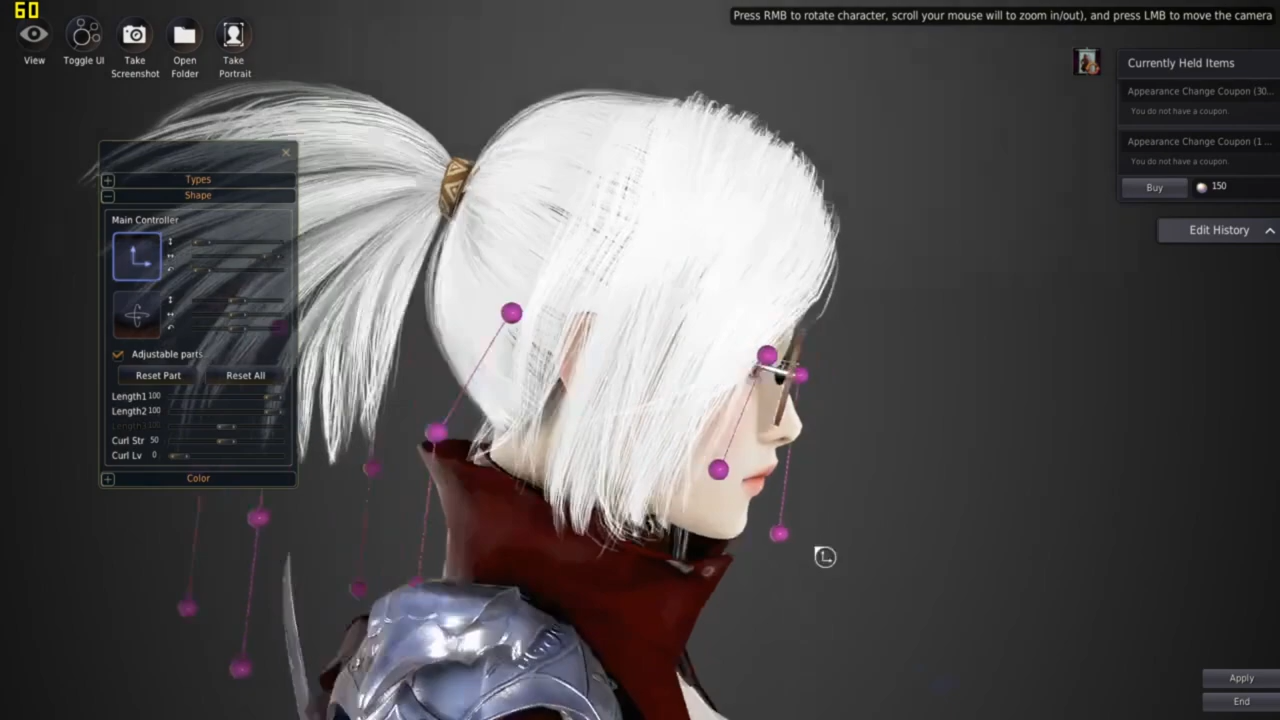 60
Press RMB to rotate character, scroll your mouse will to zoom in/out), and press LMB to move the camera
View
Toggle UI
Take Screenshot
Open Folder
Take Portrait
Currently Held Items
Appearance Change Coupon (30...
You do not have a coupon.
Appearance Change Coupon (1 ...
You do not have a coupon.
Buy
150
Edit History
Types
Shape
Main Controller
Adjustable parts
Reset Part
Reset All
Length1 100
Length2 100
Length3 100
Curl Str 50
Curl Lv 0
Color
Apply
End